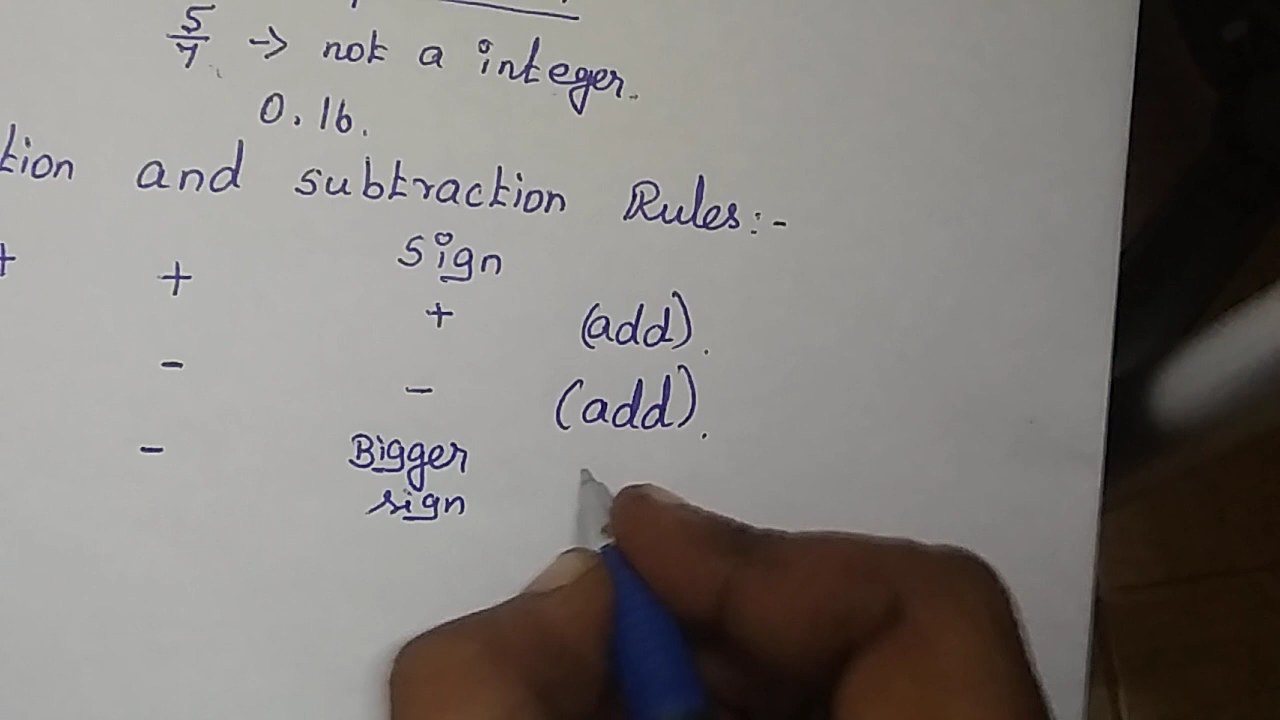 5/7 -> not a integer.
0.16.
tion and subtraction Rules:-
Sign
+ + + (add).
- - (add).
- Bigger
sign